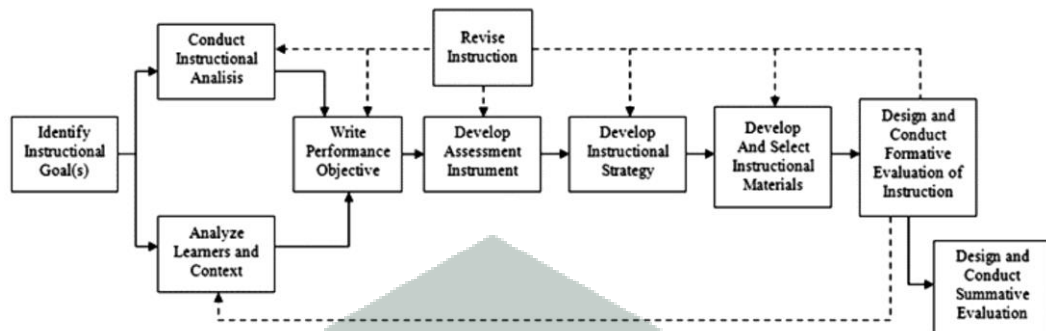 Conduct
Instructional
Analisis
Revise
Instruction
Identify
Instructional
Goal(s)
Write
Performance
Objective
Develop
Assessment
Instrument
Develop
Instructional
Strategy
Develop
And Select
Instructional
Materials
Design and
Conduct
Formative
Evaluation of
Instruction
Analyze
Learners and
Context
Design and
Conduct
Summative
Evaluation